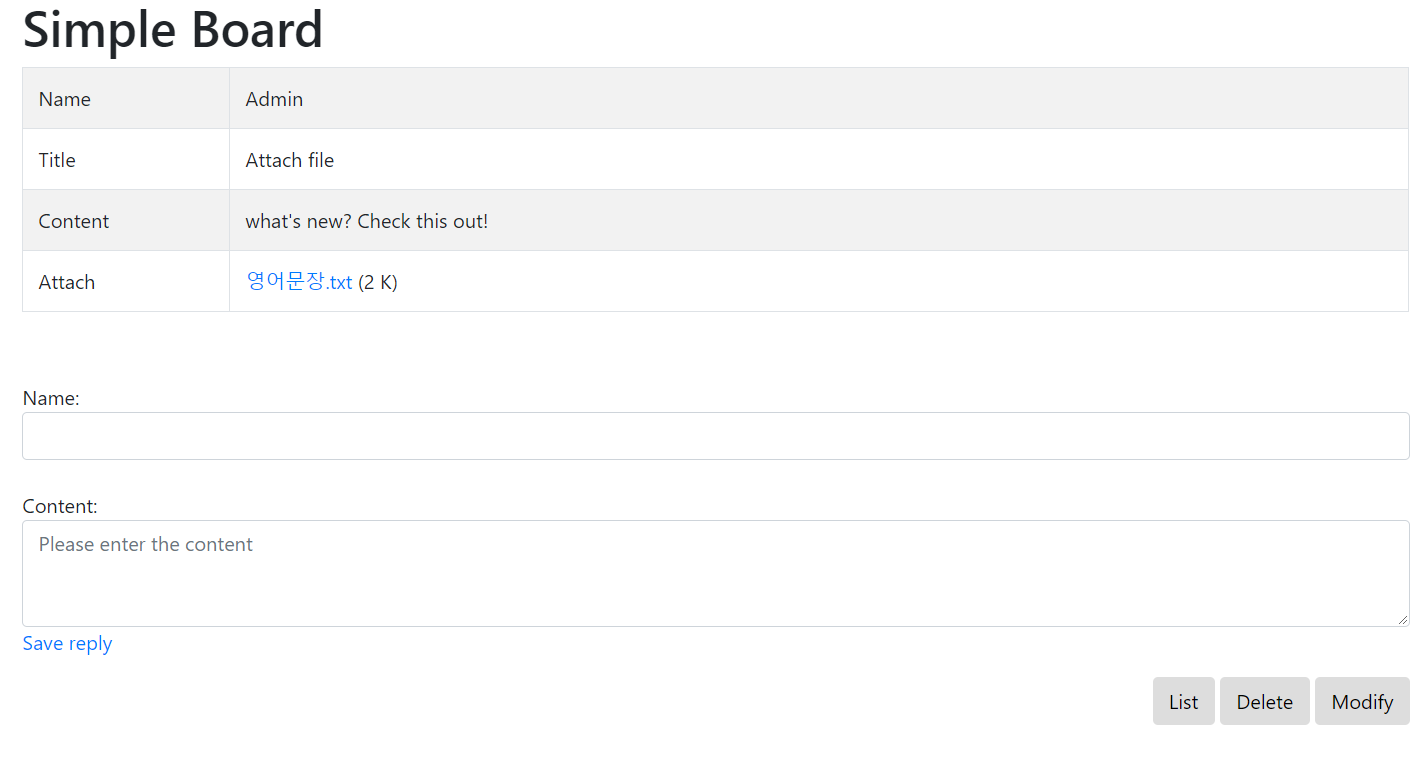 Simple Board
Name Admin
Title Attach file
Content what's new? Check this out!
Attach 영어문장.txt (2 K)
Name:
Content:
Please enter the content
Save reply
List Delete Modify